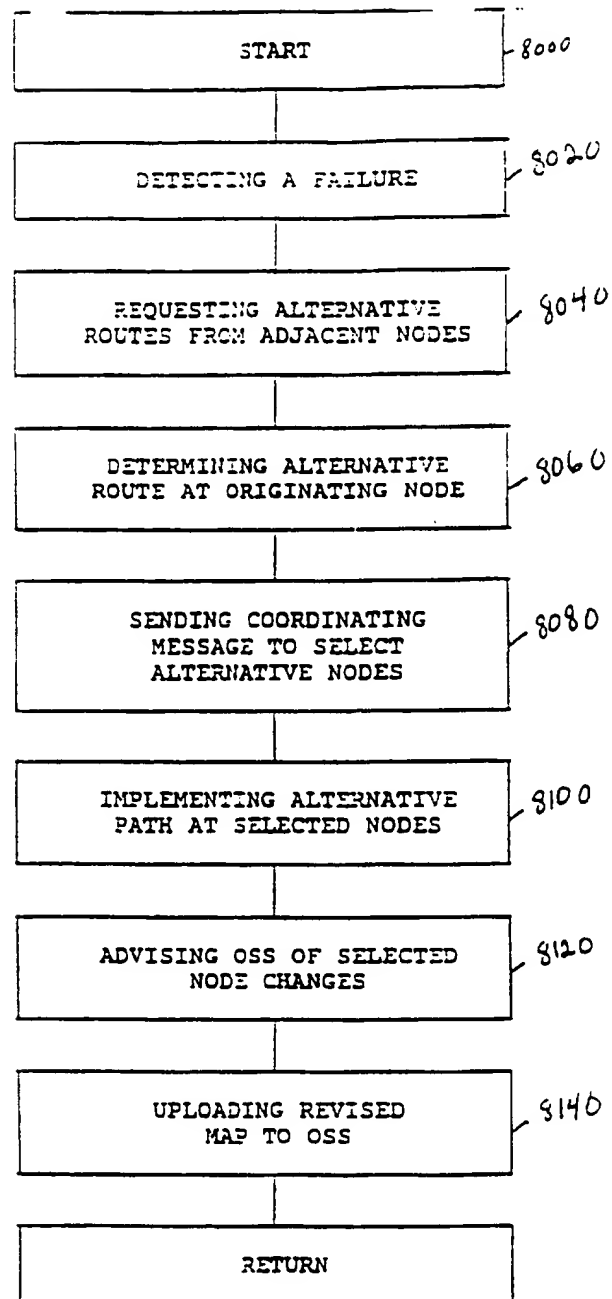 START
8000
DETECTING A FAILURE
8020
REQUESTING ALTERNATIVE
ROUTES FROM ADJACENT NODES
8040
DETERMINING ALTERNATIVE
ROUTE AT ORIGINATING NODE
8060
SENDING COORDINATING
MESSAGE TO SELECT
ALTERNATIVE NODES
8080
IMPLEMENTING ALTERNATIVE
PATH AT SELECTED NODES
8100
ADVISING OSS OF SELECTED
NODE CHANGES
8120
UPLOADING REVISED
MAP TO OSS
8140
RETURN